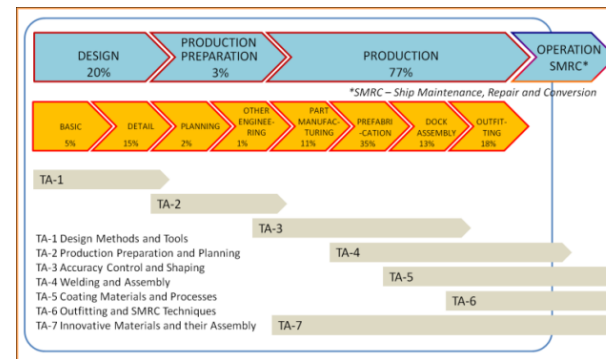 DESIGN
20%
PRODUCTION
PREPARATION
3%
PRODUCTION
77%
OPERATION
SMRC*
*SMRC – Ship Maintenance, Repair and Conversion
BASIC
5%
DETAIL
15%
PLANNING
2%
OTHER
ENGINEE-
RING
1%
PART
MANUFAC-
TURING
11%
PREFABRI
-CATION
35%
DOCK
ASSEMBLY
13%
OUTFIT-
TING
18%
TA-1
TA-2
TA-3
TA-4
TA-5
TA-6
TA-7
TA-1 Design Methods and Tools
TA-2 Production Preparation and Planning
TA-3 Accuracy Control and Shaping
TA-4 Welding and Assembly
TA-5 Coating Materials and Processes
TA-6 Outfitting and SMRC Techniques
TA-7 Innovative Materials and their Assembly